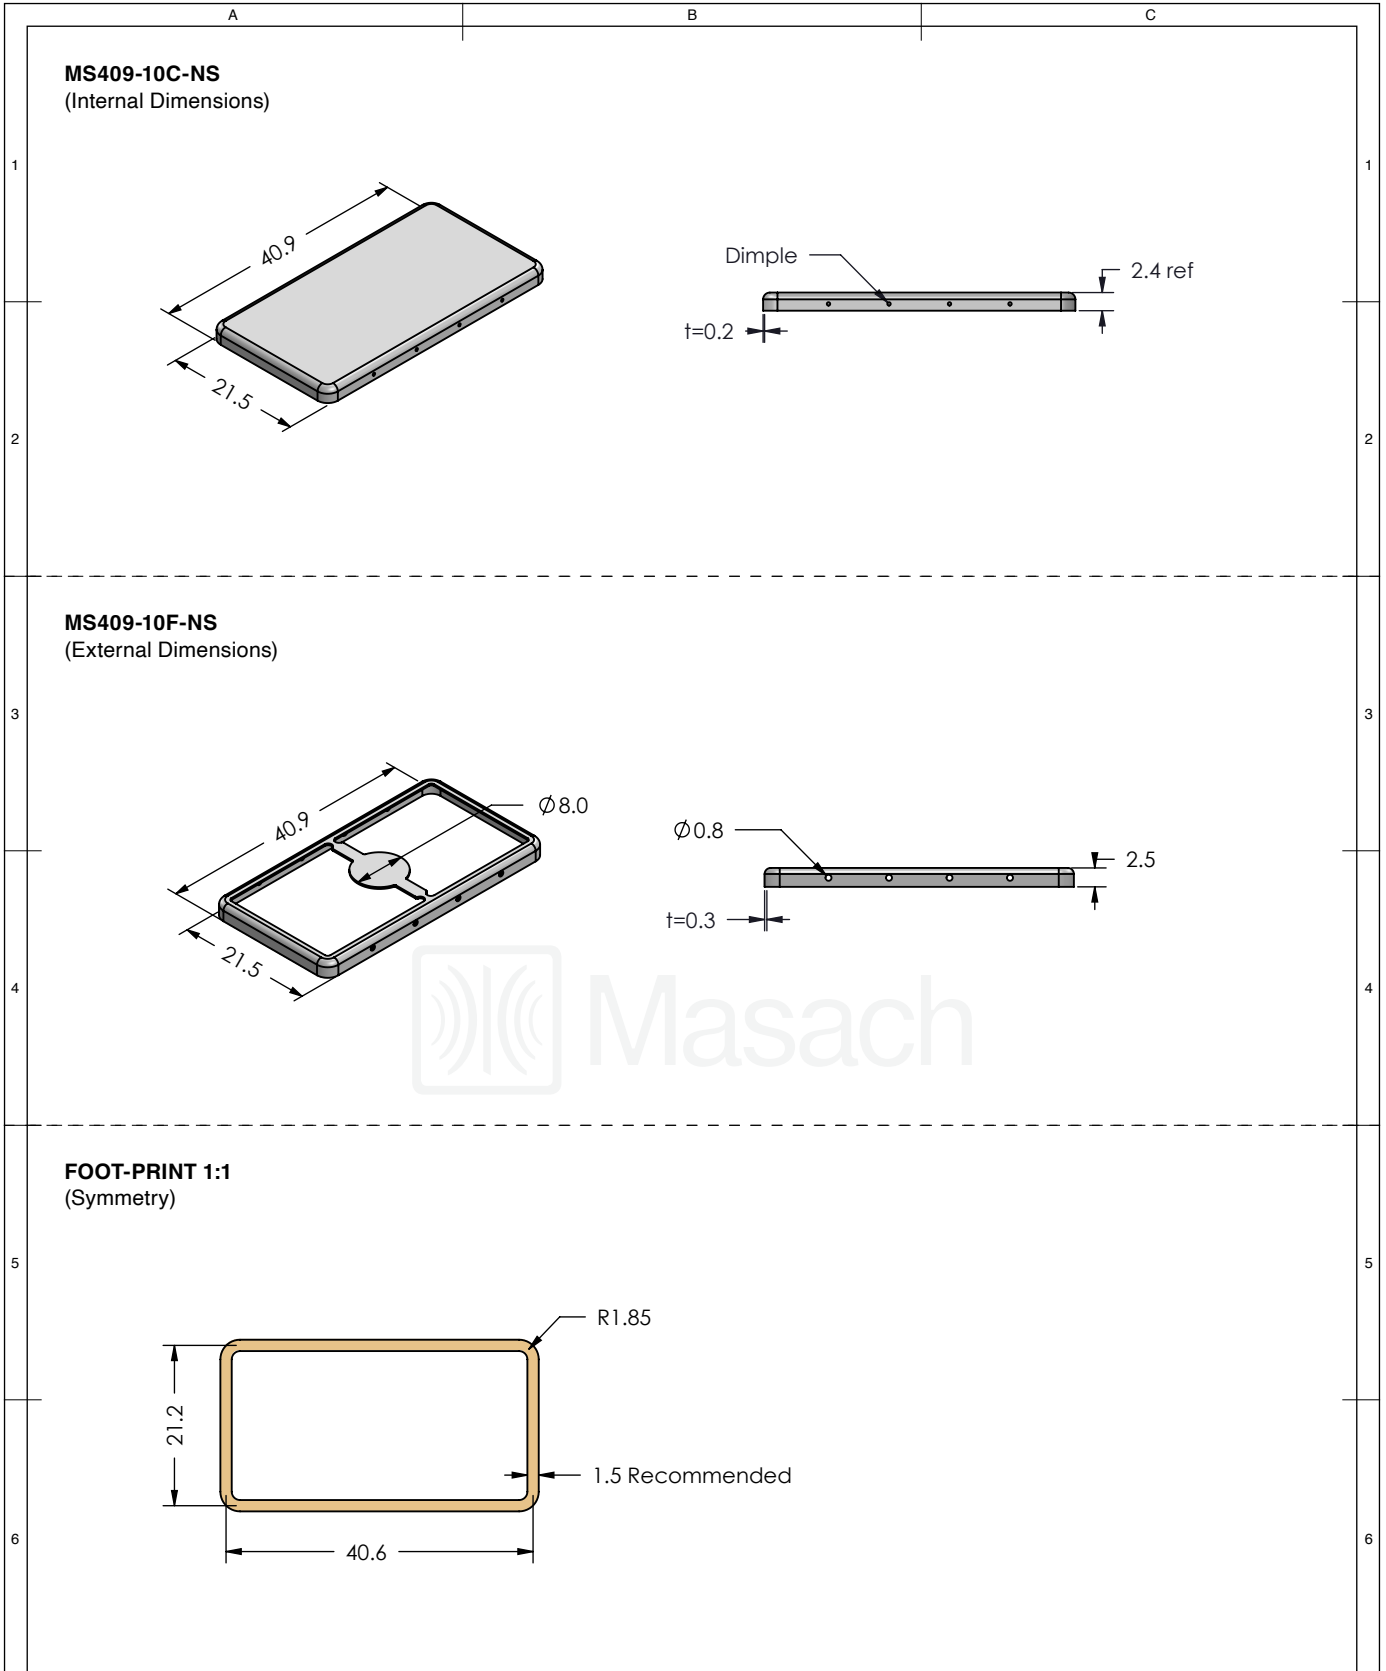 A B C
MS409-10C-NS
(Internal Dimensions)
1 1
40.9
Dimple
2.4 ref
t=0.2
21.5
2 2
MS409-10F-NS
(External Dimensions)
3 3
40.9
Ø8.0
Ø0.8
2.5
t=0.3
21.5
Masach
4 4
FOOT-PRINT 1:1
(Symmetry)
5 5
R1.85
21.2
1.5 Recommended
40.6
6 6